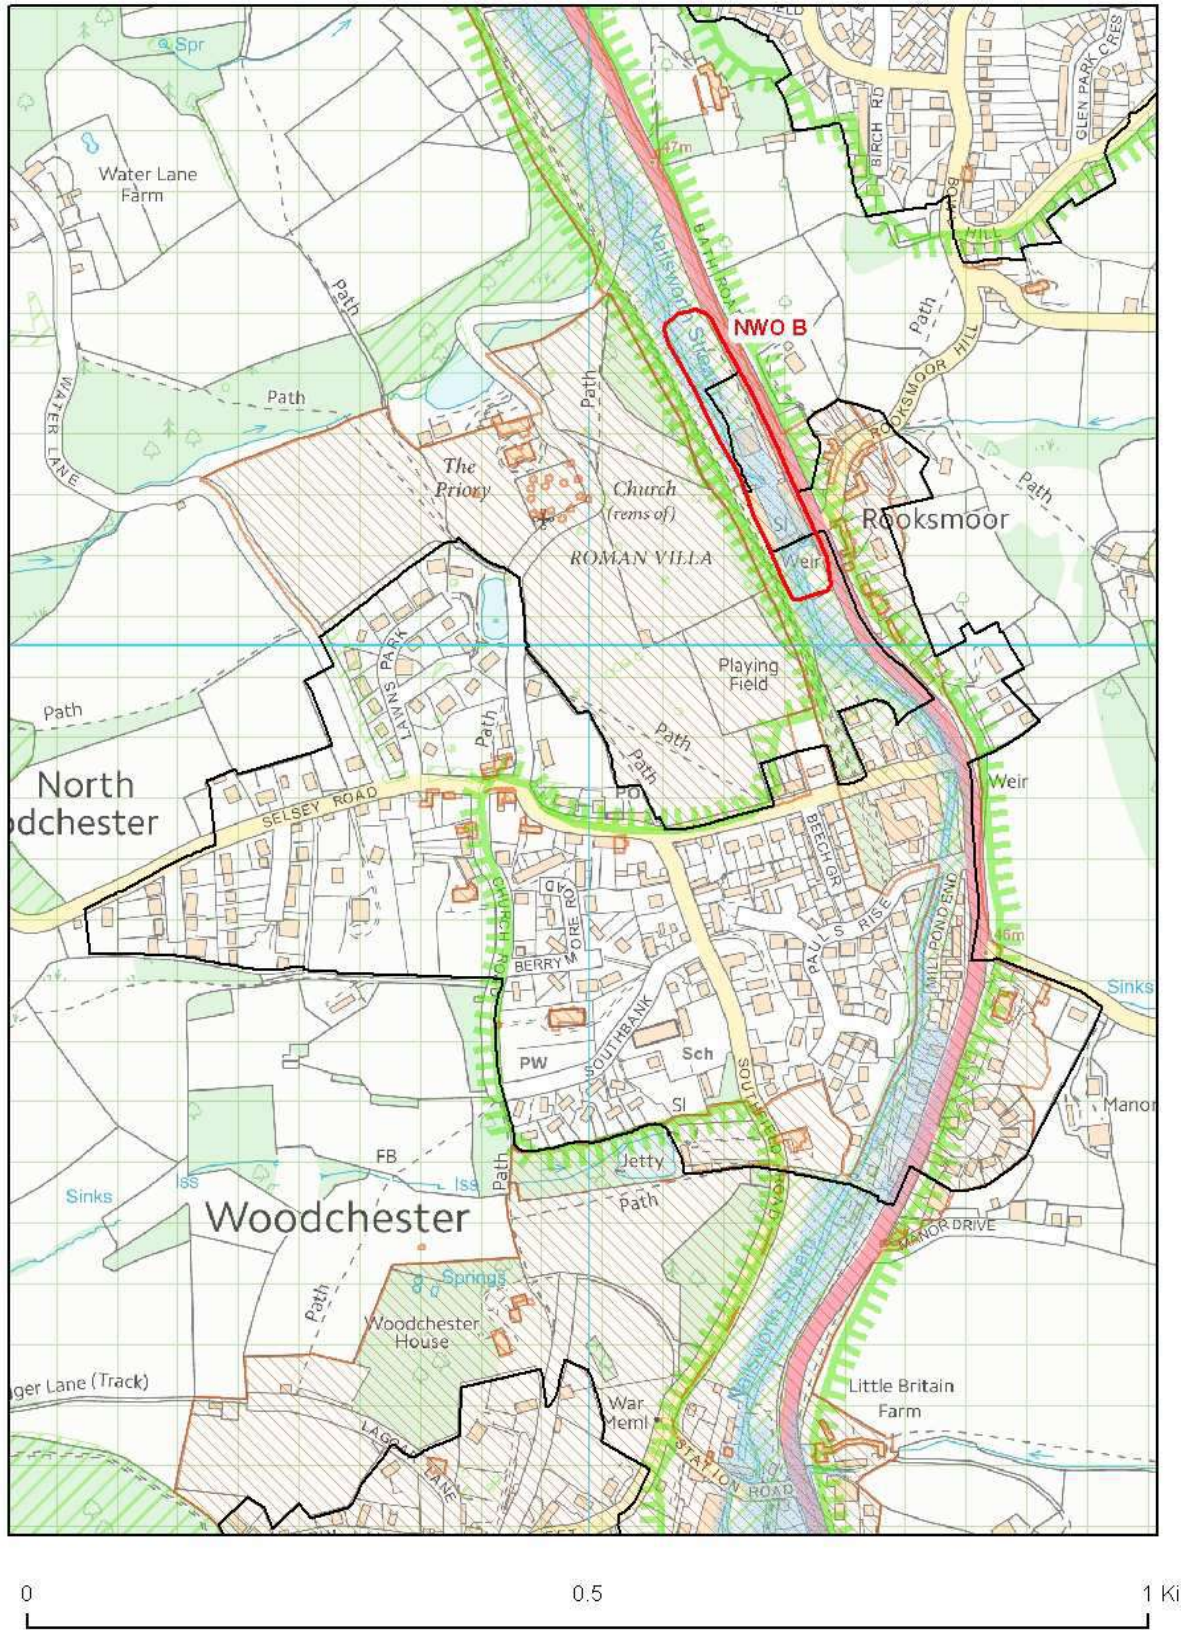 Spr
BIRCH RD
GLEN PARK CRES
47m
Water Lane
Farm
BATH ROAD
HILL
Nailsworth Stream
Path
Path
NWO B
ROOKSMOOR HILL
WATER LANE
Path
Path
The
Priory
Church
(rems of)
ROMAN VILLA
Path
Sl
Weir
Rooksmoor
LAWNS PARK
Playing
Field
Path
Path
Path
Path
North
odchester
SELSEY ROAD
PO
Weir
BEECHGR
CHURCH ROAD
BERRYMORE ROAD
PAUL'S RISE
MILL POND END
46m
Sinks
SOUTHBANK
PW
Sch
SOUTHFIELD ROAD
Sl
Manor
FB
Jetty
Path
Path
Sinks
Iss
Iss
Woodchester
MANOR DRIVE
Springs
Path
Nailsworth Stream
Woodchester
House
ger Lane (Track)
Little Britain
Farm
War
Meml
LAGGAR LANE
STATION ROAD
0
0.5
1 Ki